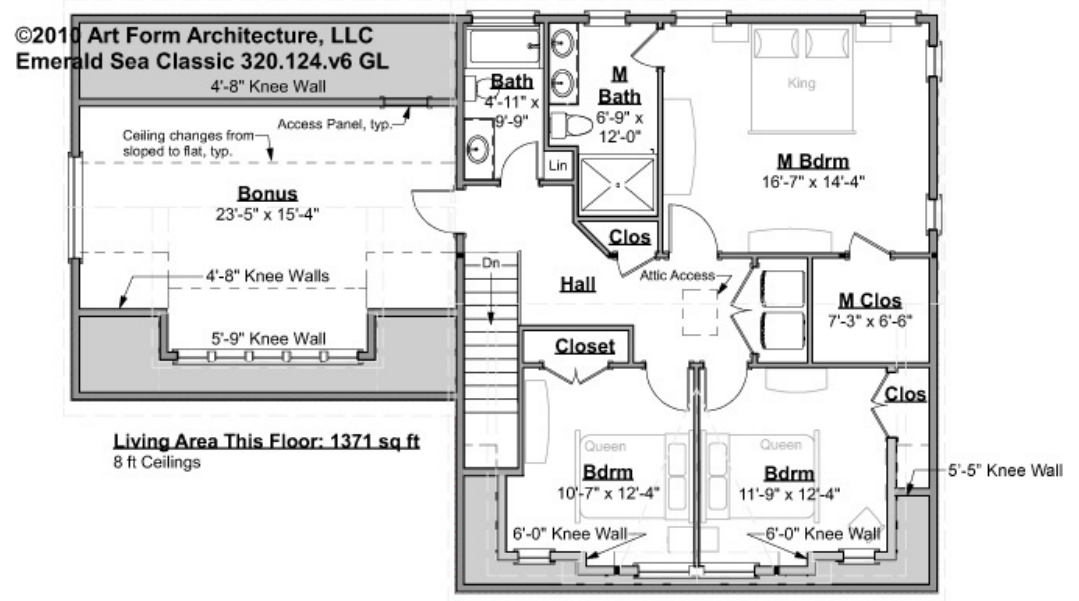 ©2010 Art Form Architecture, LLC
Emerald Sea Classic 320.124.v6 GL
4'-8" Knee Wall
Access Panel, typ.
Ceiling changes from
sloped to flat, typ.
Bonus
23'-5" x 15'-4"
4'-8" Knee Walls
5'-9" Knee Wall
Bath
4'-11" x
9'-9"
M
Bath
6'-9" x
12'-0"
Lin
King
M Bdrm
16'-7" x 14'-4"
Clos
Dn
Hall
Attic Access
M Clos
7'-3" x 6'-6"
Closet
Clos
Living Area This Floor: 1371 sq ft
8 ft Ceilings
Queen
Bdrm
10'-7" x 12'-4"
Queen
Bdrm
11'-9" x 12'-4"
5'-5" Knee Wall
6'-0" Knee Wall
6'-0" Knee Wall